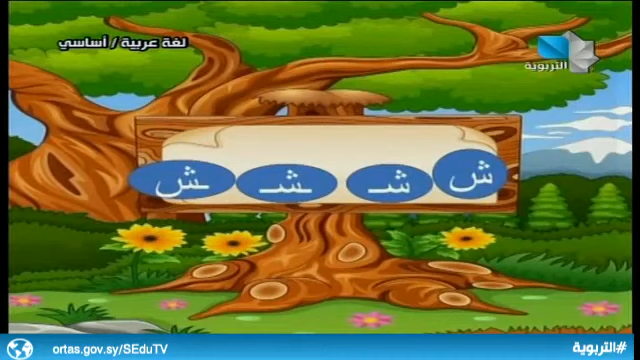 لغة عربية / أساسي
التربوية
ش شـ ـشـ ـش
ortas.gov.sy/SEduTV
#التربوية